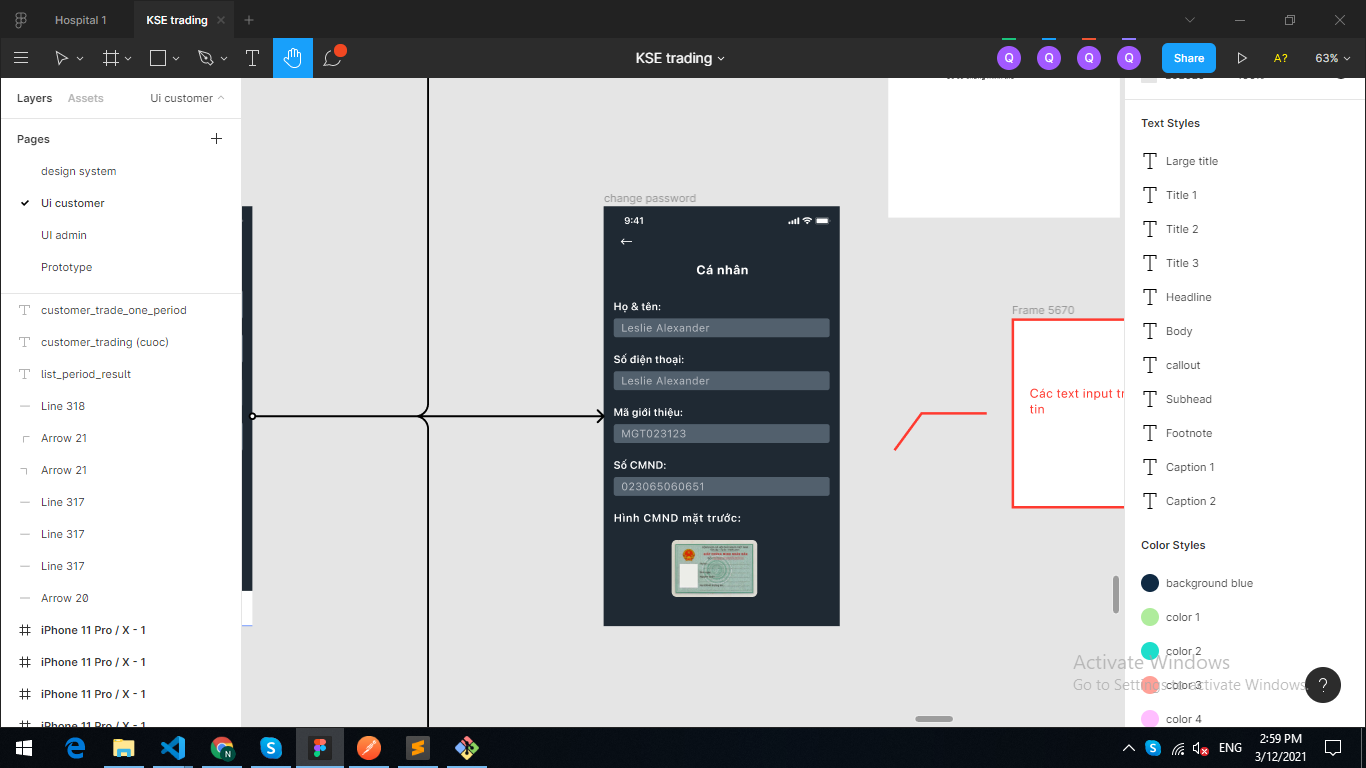 Hospital 1
KSE trading
KSE trading
Q
Q
Q
Q
Share
A?
63%
Layers
Assets
Ui customer
Pages
design system
Ui customer
UI admin
Prototype
customer_trade_one_period
customer_trading (cuoc)
list_period_result
Line 318
Arrow 21
Arrow 21
Line 317
Line 317
Line 317
Arrow 20
iPhone 11 Pro / X - 1
iPhone 11 Pro / X - 1
iPhone 11 Pro / X - 1
iPhone 11 Pro / X - 1
change password
9:41
Cá nhân
Họ & tên:
Leslie Alexander
Số điện thoại:
Leslie Alexander
Mã giới thiệu:
MGT023123
Số CMND:
023065060651
Hình CMND mặt trước:
Frame 5670
Các text input tr
tin
Text Styles
Large title
Title 1
Title 2
Title 3
Headline
Body
callout
Subhead
Footnote
Caption 1
Caption 2
Color Styles
background blue
color 1
color 2
color 3
color 4
Activate Windows
Go to Settings to activate Windows.
?
N
S
S
ENG
2:59 PM
3/12/2021